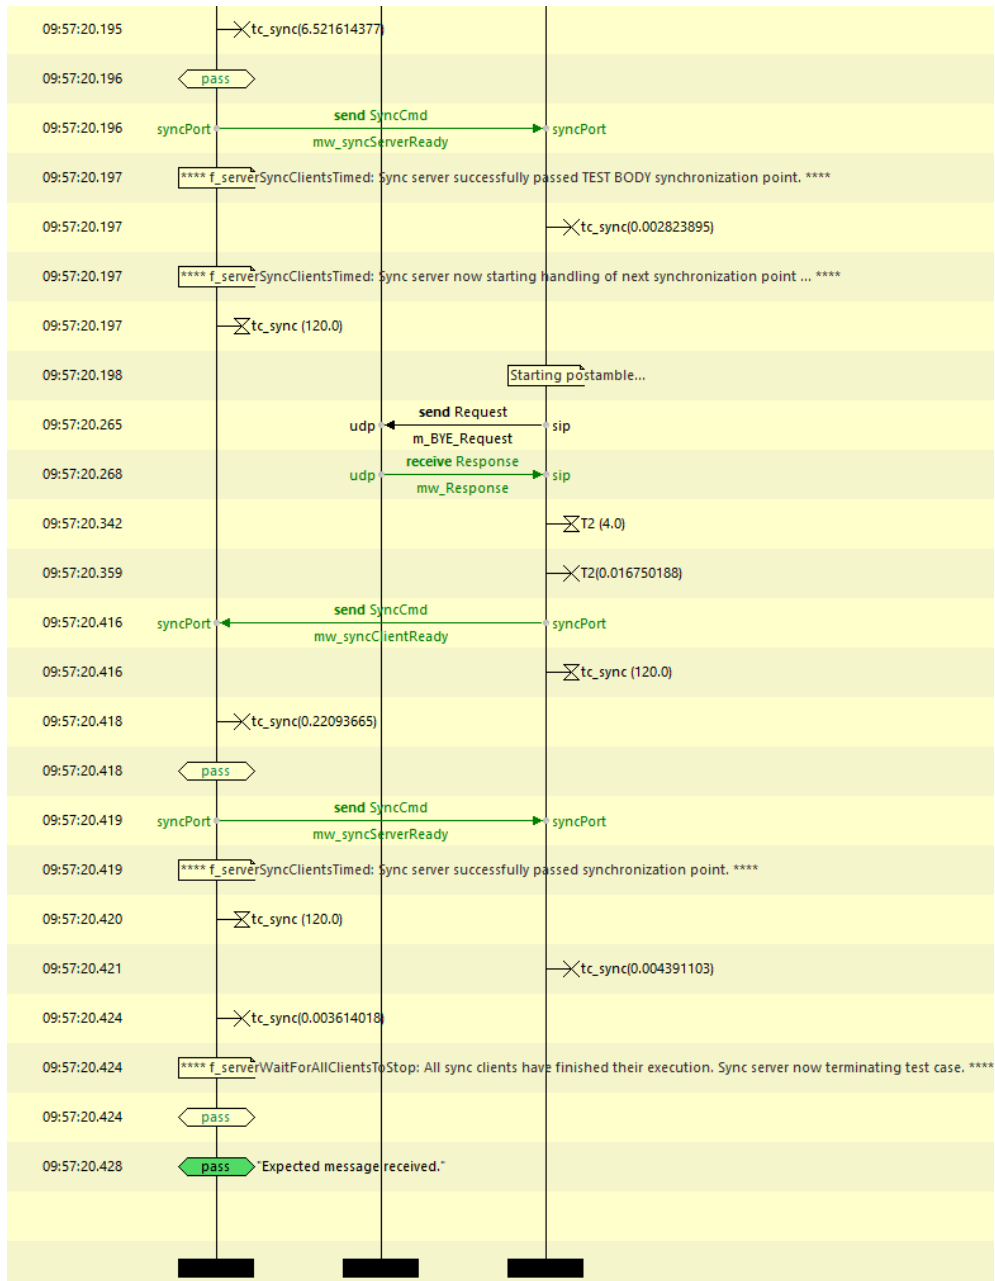 09:57:20.195 tc_sync(6.521614377)
09:57:20.196 pass
send SyncCmd
09:57:20.196 syncPort syncPort
mw_syncServerReady
09:57:20.197 **** f_serverSyncClientsTimed: Sync server successfully passed TEST BODY synchronization point. ****
09:57:20.197 tc_sync(0.002823895)
09:57:20.197 **** f_serverSyncClientsTimed: Sync server now starting handling of next synchronization point ... ****
09:57:20.197 tc_sync (120.0)
09:57:20.198 Starting postamble...
send Request
09:57:20.265 udp sip
m_BYE_Request
receive Response
09:57:20.268 udp sip
mw_Response
09:57:20.342 T2 (4.0)
09:57:20.359 T2(0.016750188)
send SyncCmd
09:57:20.416 syncPort syncPort
mw_syncClientReady
09:57:20.416 tc_sync (120.0)
09:57:20.418 tc_sync(0.22093665)
09:57:20.418 pass
send SyncCmd
09:57:20.419 syncPort syncPort
mw_syncServerReady
09:57:20.419 **** f_serverSyncClientsTimed: Sync server successfully passed synchronization point. ****
09:57:20.420 tc_sync (120.0)
09:57:20.421 tc_sync(0.004391103)
09:57:20.424 tc_sync(0.003614018)
09:57:20.424 **** f_serverWaitForAllClientsToStop: All sync clients have finished their execution. Sync server now terminating test case. ****
09:57:20.424 pass
09:57:20.428 pass "Expected message received."